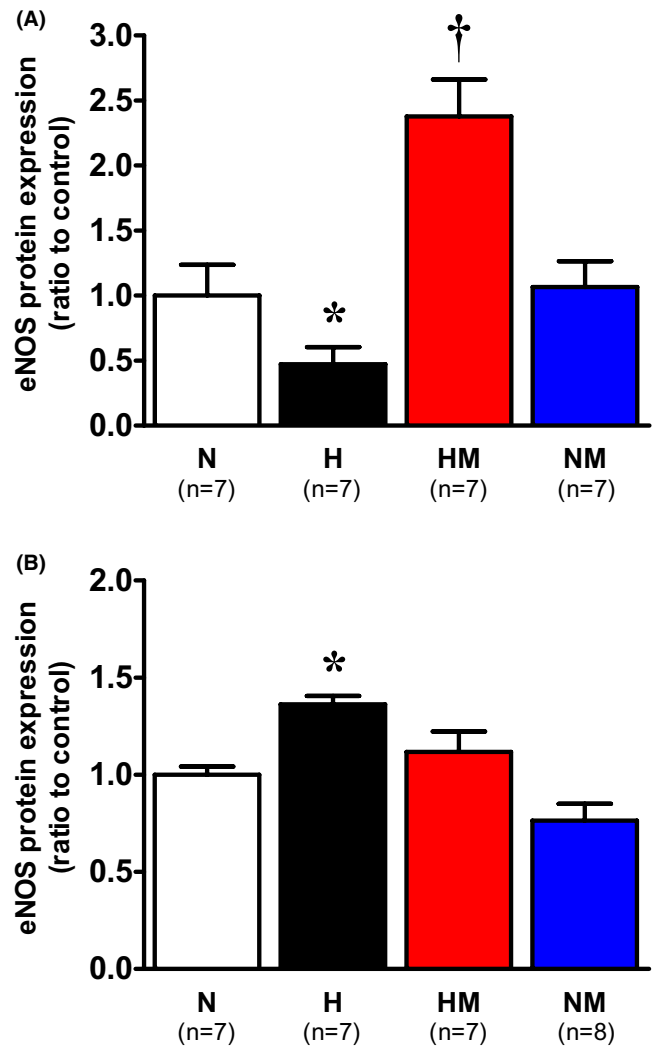 (A)
eNOS protein expression
(ratio to control)
3.0
2.5
2.0
1.5
1.0
0.5
0.0
*
†
N H HM NM
(n=7) (n=7) (n=7) (n=7)
(B)
eNOS protein expression
(ratio to control)
2.0
1.5
1.0
0.5
0.0
*
N H HM NM
(n=7) (n=7) (n=7) (n=8)